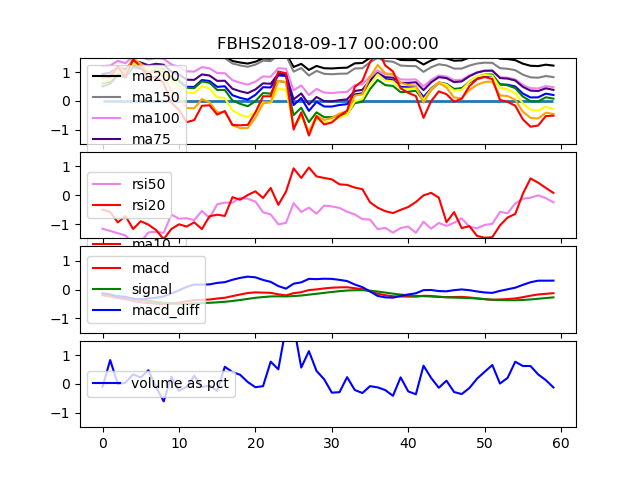 FBHS2018-09-17 00:00:00
1
0
−1
ma200
ma150
ma100
ma75
1
0
−1
rsi50
rsi20
ma10
1
0
−1
macd
signal
macd_diff
1
0
−1
volume as pct
0 10 20 30 40 50 60